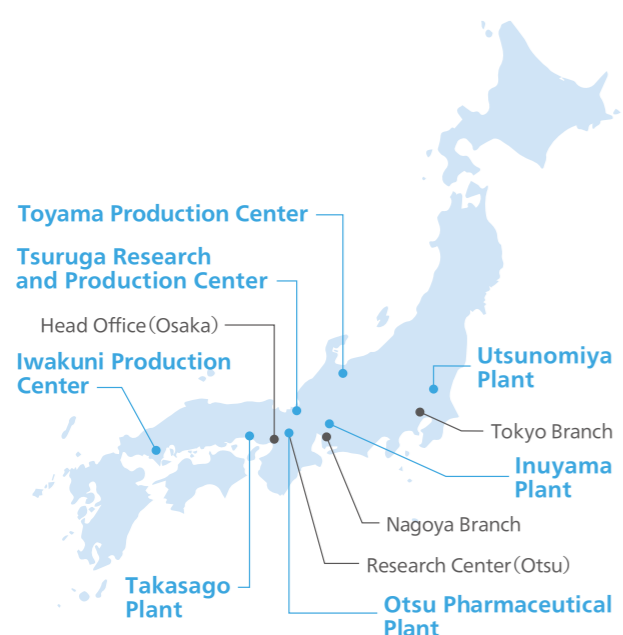 Toyama Production Center
Tsuruga Research
and Production Center
Head Office（Osaka）
Iwakuni Production
Center
Utsunomiya
Plant
Tokyo Branch
Inuyama
Plant
Nagoya Branch
Research Center（Otsu）
Takasago
Plant
Otsu Pharmaceutical
Plant